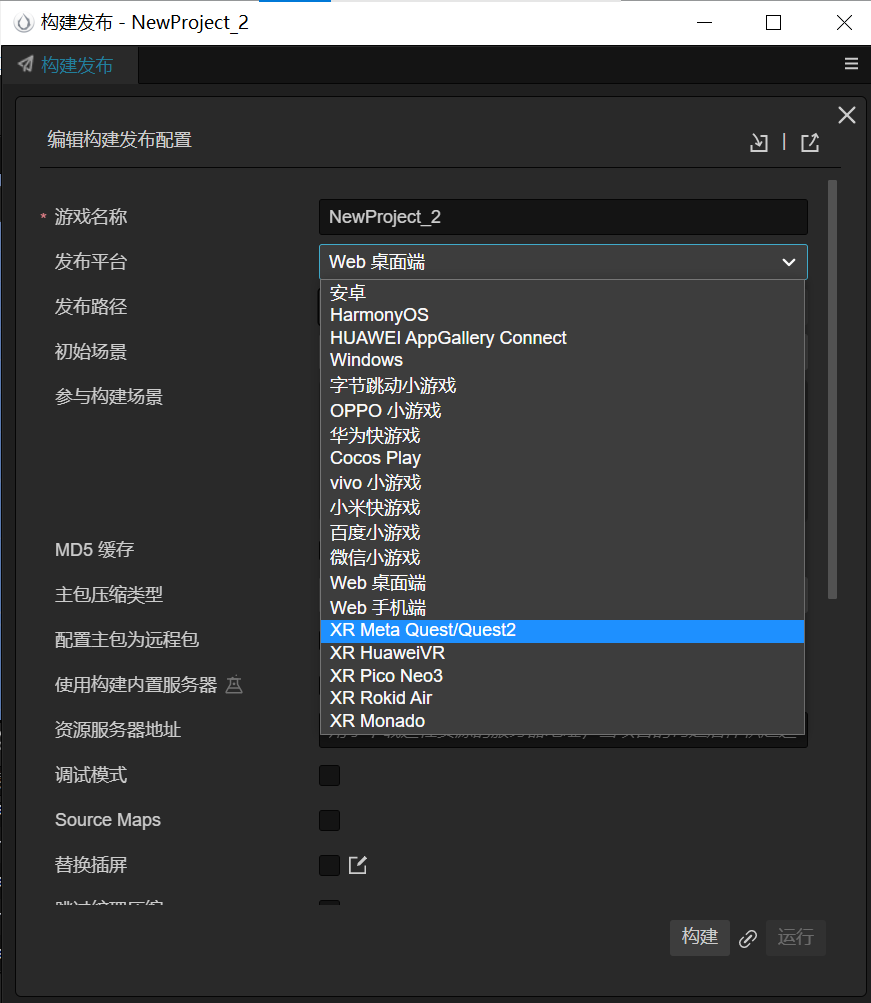 构建发布 - NewProject_2
构建发布
编辑构建发布配置
* 游戏名称 NewProject_2
发布平台 Web 桌面端
发布路径
初始场景
参与构建场景
安卓
HarmonyOS
HUAWEI AppGallery Connect
Windows
字节跳动小游戏
OPPO 小游戏
华为快游戏
Cocos Play
vivo 小游戏
小米快游戏
百度小游戏
微信小游戏
Web 桌面端
Web 手机端
XR Meta Quest/Quest2
XR HuaweiVR
XR Pico Neo3
XR Rokid Air
XR Monado
MD5 缓存
主包压缩类型
配置主包为远程包
使用构建内置服务器
资源服务器地址
调试模式
Source Maps
替换插屏
构建 运行